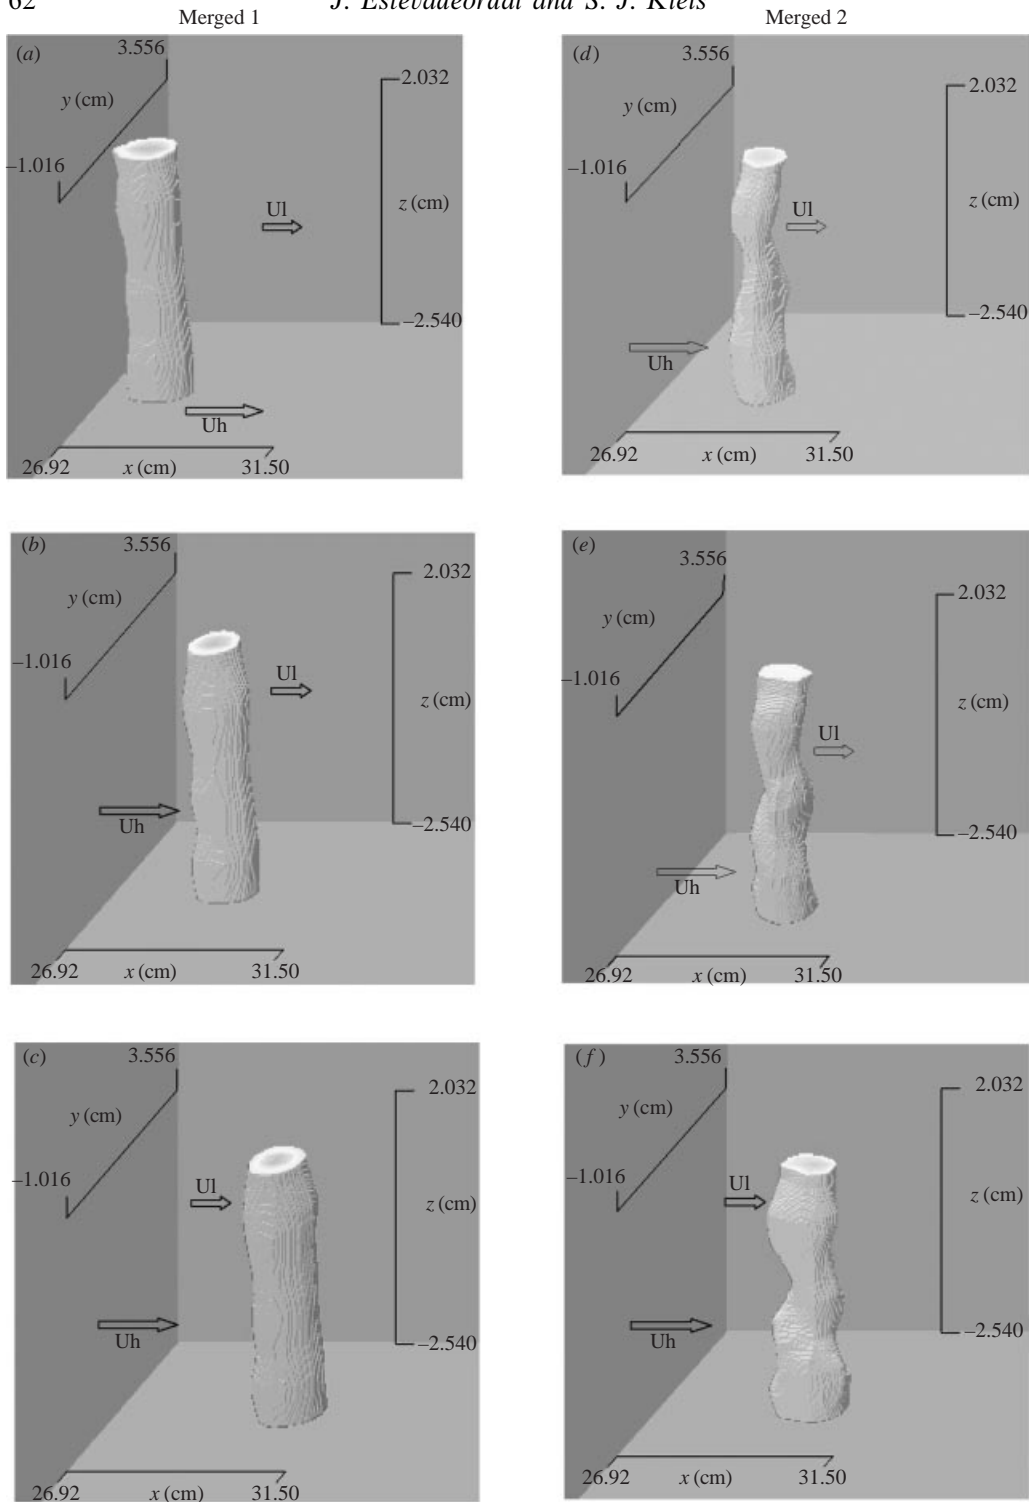 62 J. Estevadeordal and S. J. Kleis
Merged 1
Merged 2
(a)
3.556
y (cm)
–1.016
2.032
z (cm)
–2.540
Ul
Uh
26.92
x (cm)
31.50
(d)
3.556
y (cm)
–1.016
2.032
z (cm)
–2.540
Ul
Uh
26.92
x (cm)
31.50
(b)
3.556
y (cm)
–1.016
2.032
z (cm)
–2.540
Ul
Uh
26.92
x (cm)
31.50
(e)
3.556
y (cm)
–1.016
2.032
z (cm)
–2.540
Ul
Uh
26.92
x (cm)
31.50
(c)
3.556
y (cm)
–1.016
2.032
z (cm)
–2.540
Ul
Uh
26.92
x (cm)
31.50
(f)
3.556
y (cm)
–1.016
2.032
z (cm)
–2.540
Ul
Uh
26.92
x (cm)
31.50